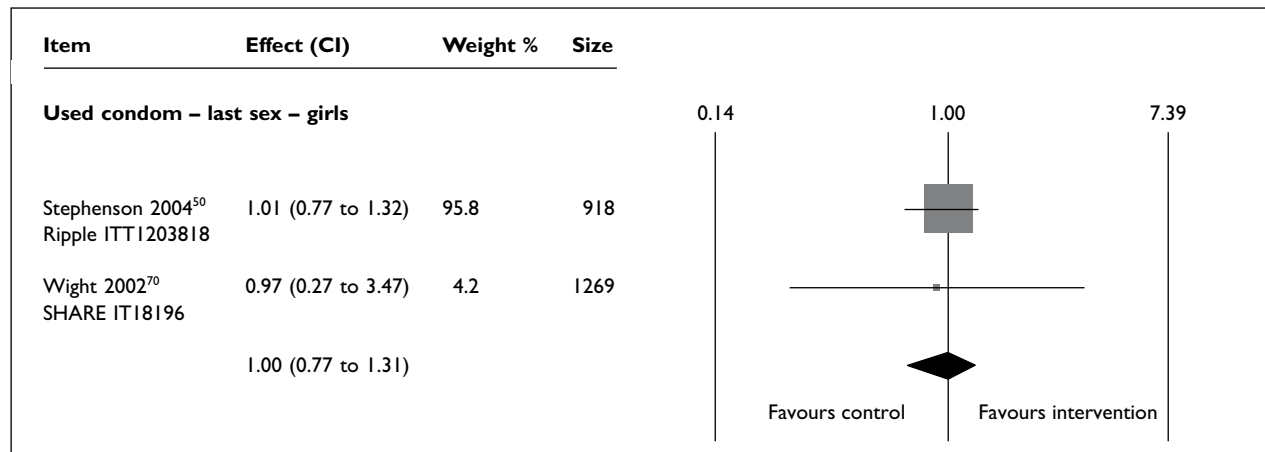 Item Effect (CI) Weight % Size
Used condom – last sex – girls 0.14 1.00 7.39
Stephenson 2004⁵⁰ 1.01 (0.77 to 1.32) 95.8 918
Ripple ITT1203818
Wight 2002⁷⁰ 0.97 (0.27 to 3.47) 4.2 1269
SHARE IT18196
1.00 (0.77 to 1.31)
Favours control Favours intervention